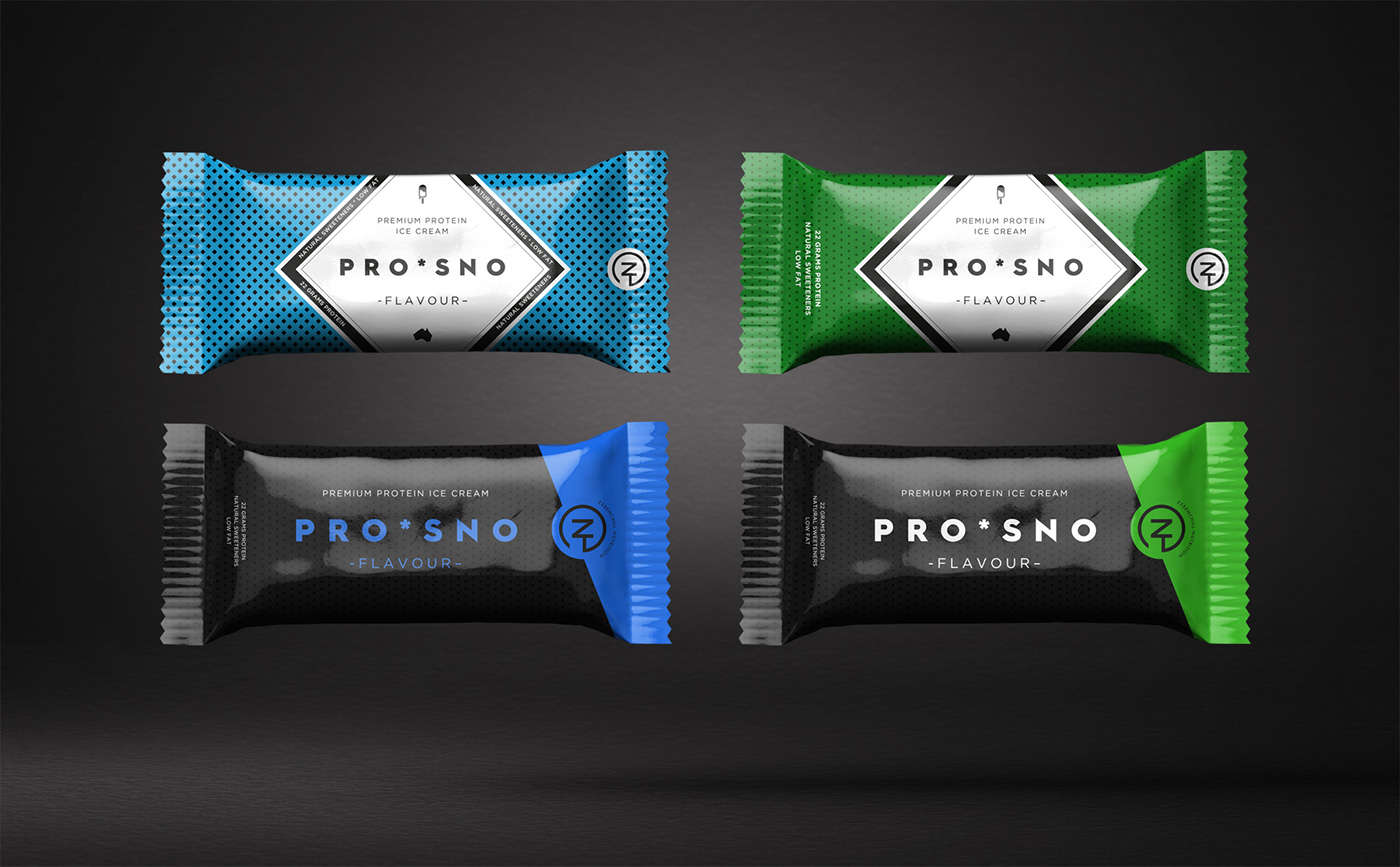 NATURAL SWEETENERS * LOW FAT
NATURAL SWEETENERS * LOW FAT
PREMIUM PROTEIN
ICE CREAM
PRO*SNO
-FLAVOUR-
22 GRAMS PROTEIN
NATURAL SWEETENERS
22 GRAMS PROTEIN
NATURAL SWEETENERS
LOW FAT
PREMIUM PROTEIN
ICE CREAM
PRO*SNO
-FLAVOUR-
22 GRAMS PROTEIN
NATURAL SWEETENERS
LOW FAT
PREMIUM PROTEIN ICE CREAM
PRO*SNO
-FLAVOUR-
22 GRAMS PROTEIN
NATURAL SWEETENERS
LOW FAT
PREMIUM PROTEIN ICE CREAM
PRO*SNO
-FLAVOUR-